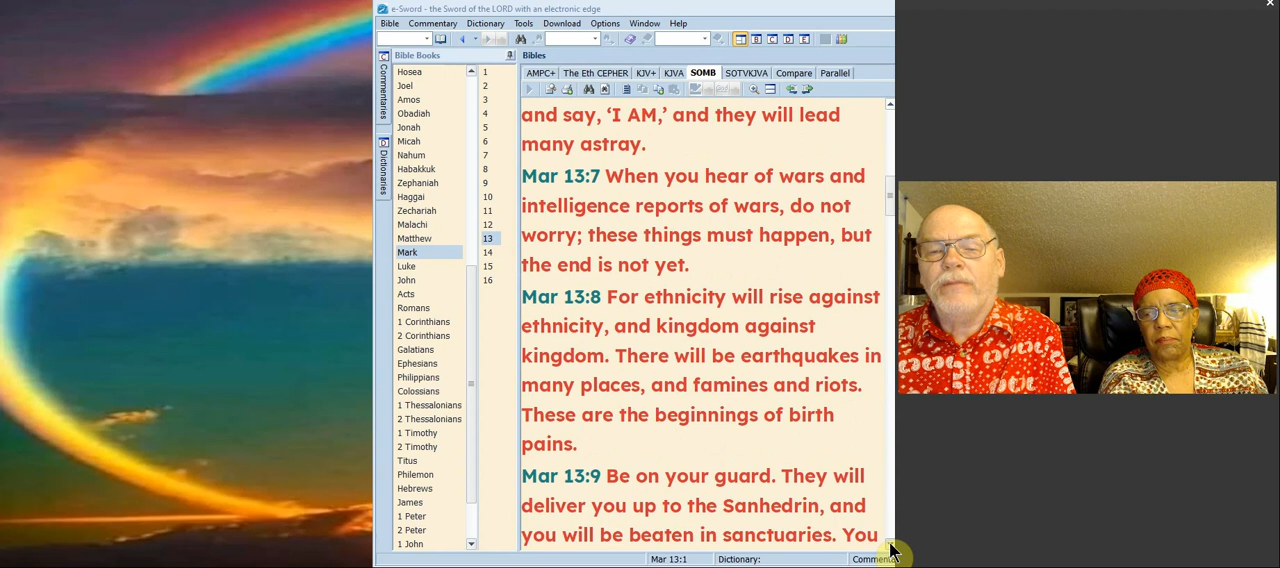 e-Sword - the Sword of the LORD with an electronic edge
Bible Commentary Dictionary Tools Download Options Window Help
B C D E
Commentaries
Dictionaries
Bible Books
Hosea
Joel
Amos
Obadiah
Jonah
Micah
Nahum
Habakkuk
Zephaniah
Haggai
Zechariah
Malachi
Matthew
Mark
Luke
John
Acts
Romans
1 Corinthians
2 Corinthians
Galatians
Ephesians
Philippians
Colossians
1 Thessalonians
2 Thessalonians
1 Timothy
2 Timothy
Titus
Philemon
Hebrews
James
1 Peter
2 Peter
1 John
1
2
3
4
5
6
7
8
9
10
11
12
13
14
15
16
Bibles
AMPC+ The Eth CEPHER KJV+ KJVA SOMB SOTVKJVA Compare Parallel
and say, ‘I AM,’ and they will lead
many astray.
Mar 13:7 When you hear of wars and
intelligence reports of wars, do not
worry; these things must happen, but
the end is not yet.
Mar 13:8 For ethnicity will rise against
ethnicity, and kingdom against
kingdom. There will be earthquakes in
many places, and famines and riots.
These are the beginnings of birth
pains.
Mar 13:9 Be on your guard. They will
deliver you up to the Sanhedrin, and
you will be beaten in sanctuaries. You
Mar 13:1 Dictionary: